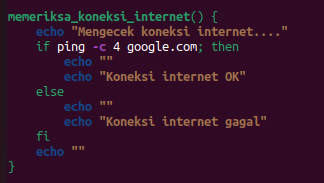 memeriksa_koneksi_internet() {
    echo "Mengecek koneksi internet...."
    if ping -c 4 google.com; then
        echo ""
        echo "Koneksi internet OK"
    else
        echo ""
        echo "Koneksi internet gagal"
    fi
    echo ""
}